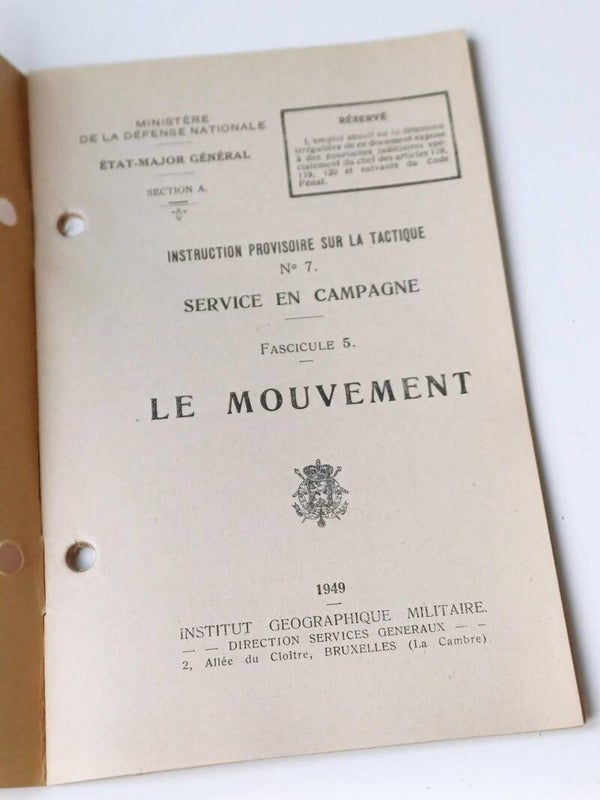 MINISTÈRE
DE LA DÉFENSE NATIONALE
ÉTAT-MAJOR GÉNÉRAL
SECTION A.
RÉSERVÉ
L'emploi abusif ou la détention
irrégulière de ce document expose
à des poursuites judiciaires spé-
cialement du chef des articles 118,
119, 120 et suivants du Code
Pénal.
INSTRUCTION PROVISOIRE SUR LA TACTIQUE
No 7.
SERVICE EN CAMPAGNE
FASCICULE 5.
LE MOUVEMENT
1949
INSTITUT GEOGRAPHIQUE MILITAIRE.
— — DIRECTION SERVICES GENERAUX — —
2, Allée du Cloître, BRUXELLES (La Cambre)